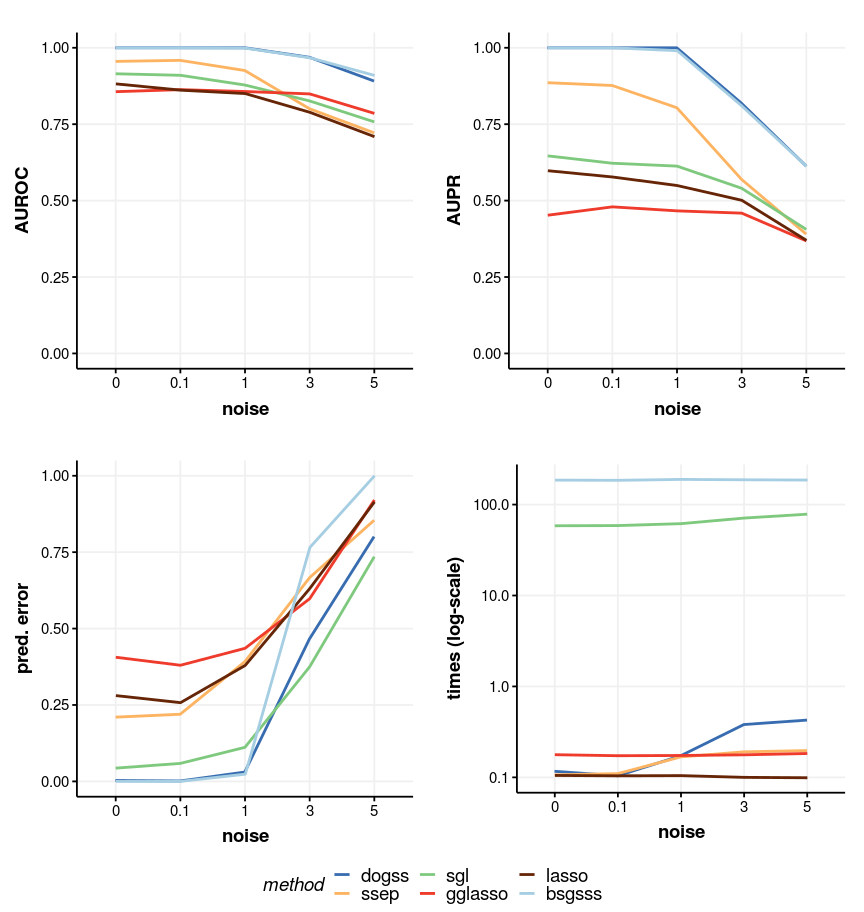 AUROC
1.00
0.75
0.50
0.25
0.00
0 0.1 1 3 5
noise
AUPR
1.00
0.75
0.50
0.25
0.00
0 0.1 1 3 5
noise
pred. error
1.00
0.75
0.50
0.25
0.00
0 0.1 1 3 5
noise
times (log-scale)
100.0
10.0
1.0
0.1
0 0.1 1 3 5
noise
method dogss sgl lasso
ssep gglasso bsgsss